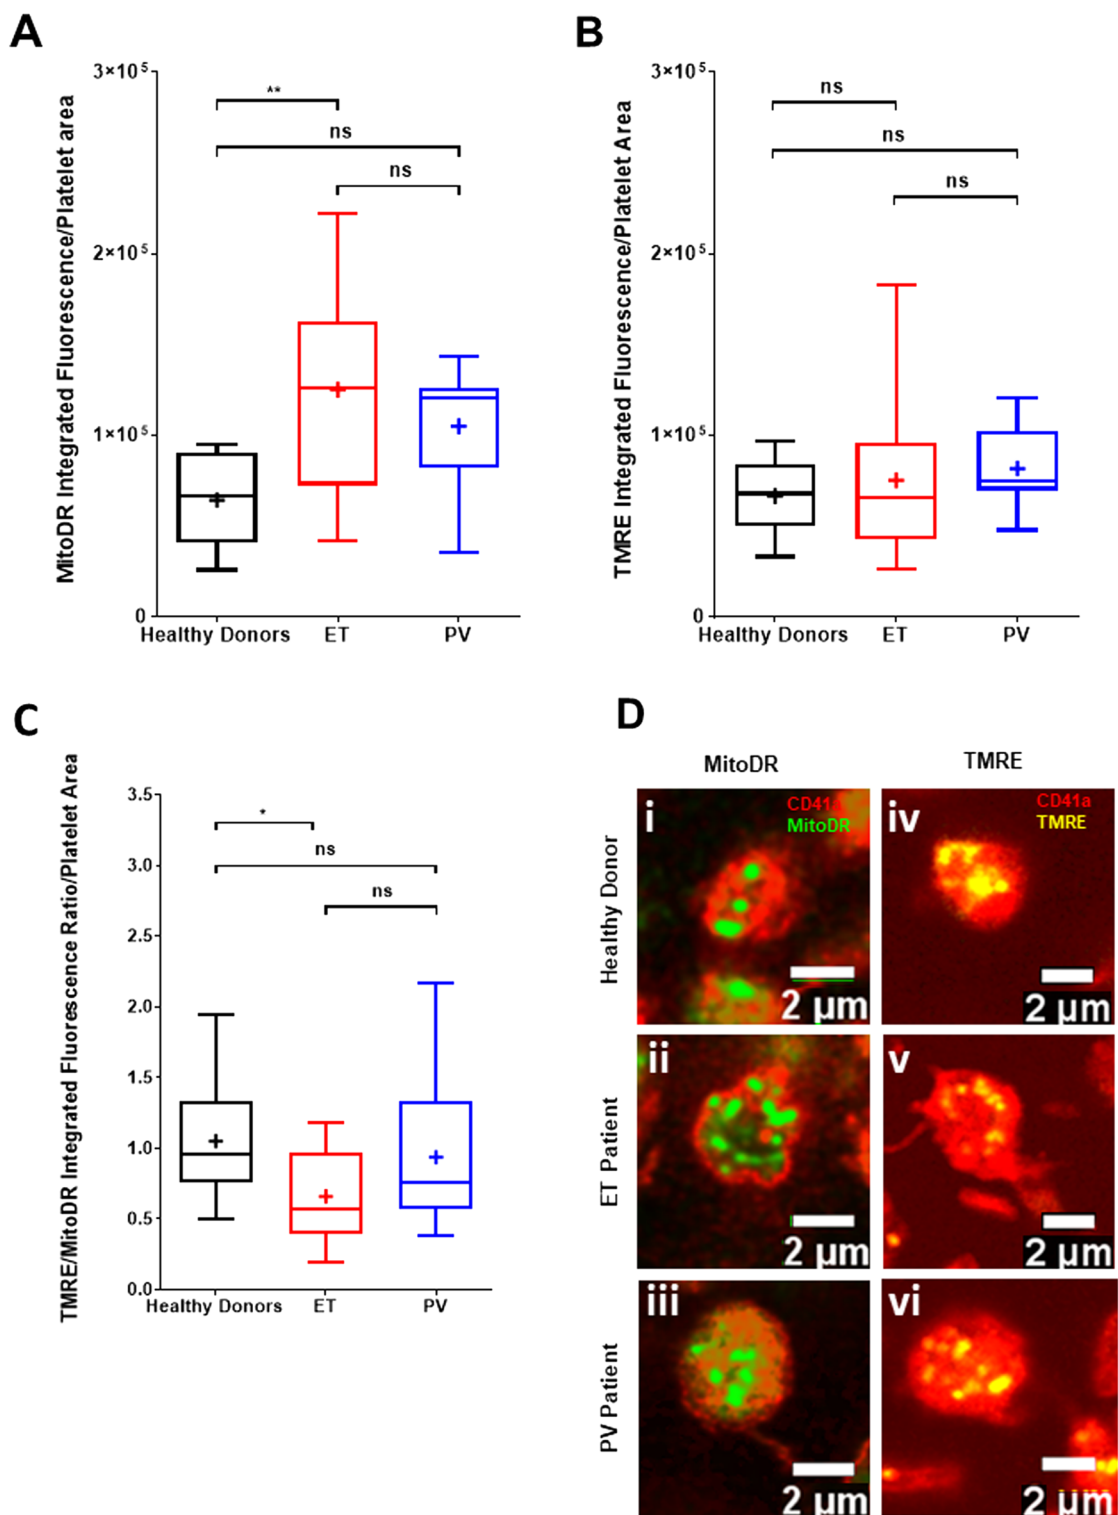 A
MitoDR Integrated Fluorescence/Platelet area
3×10⁵
2×10⁵
1×10⁵
0
**
ns
ns
Healthy Donors ET PV
B
TMRE Integrated Fluorescence/Platelet Area
3×10⁵
2×10⁵
1×10⁵
0
ns
ns
ns
Healthy Donors ET PV
C
TMRE/MitoDR Integrated Fluorescence Ratio/Platelet Area
3.5
3.0
2.5
2.0
1.5
1.0
0.5
0.0
*
ns
ns
Healthy Donors ET PV
D
MitoDR TMRE
Healthy Donor
i
CD41a
MitoDR
2 µm
iv
CD41a
TMRE
2 µm
ET Patient
ii
2 µm
v
2 µm
PV Patient
iii
2 µm
vi
2 µm